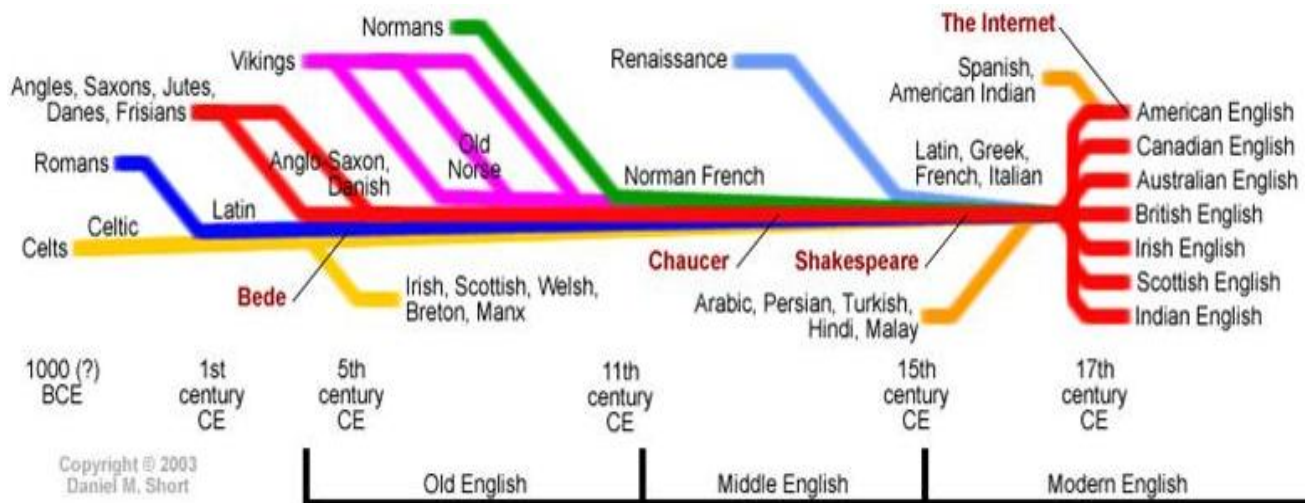 The Internet
Normans
Vikings
Renaissance
Spanish,
American Indian
Angles, Saxons, Jutes,
Danes, Frisians
American English
Romans
Anglo-Saxon,
Danish
Old
Norse
Norman French
Latin, Greek,
French, Italian
Canadian English
Australian English
Celtic
Latin
British English
Celts
Chaucer
Shakespeare
Irish English
Bede
Irish, Scottish, Welsh,
Breton, Manx
Arabic, Persian, Turkish,
Hindi, Malay
Scottish English
Indian English
1000 (?)
BCE
1st
century
CE
5th
century
CE
11th
century
CE
15th
century
CE
17th
century
CE
Copyright © 2003
Daniel M. Short
Old English
Middle English
Modern English